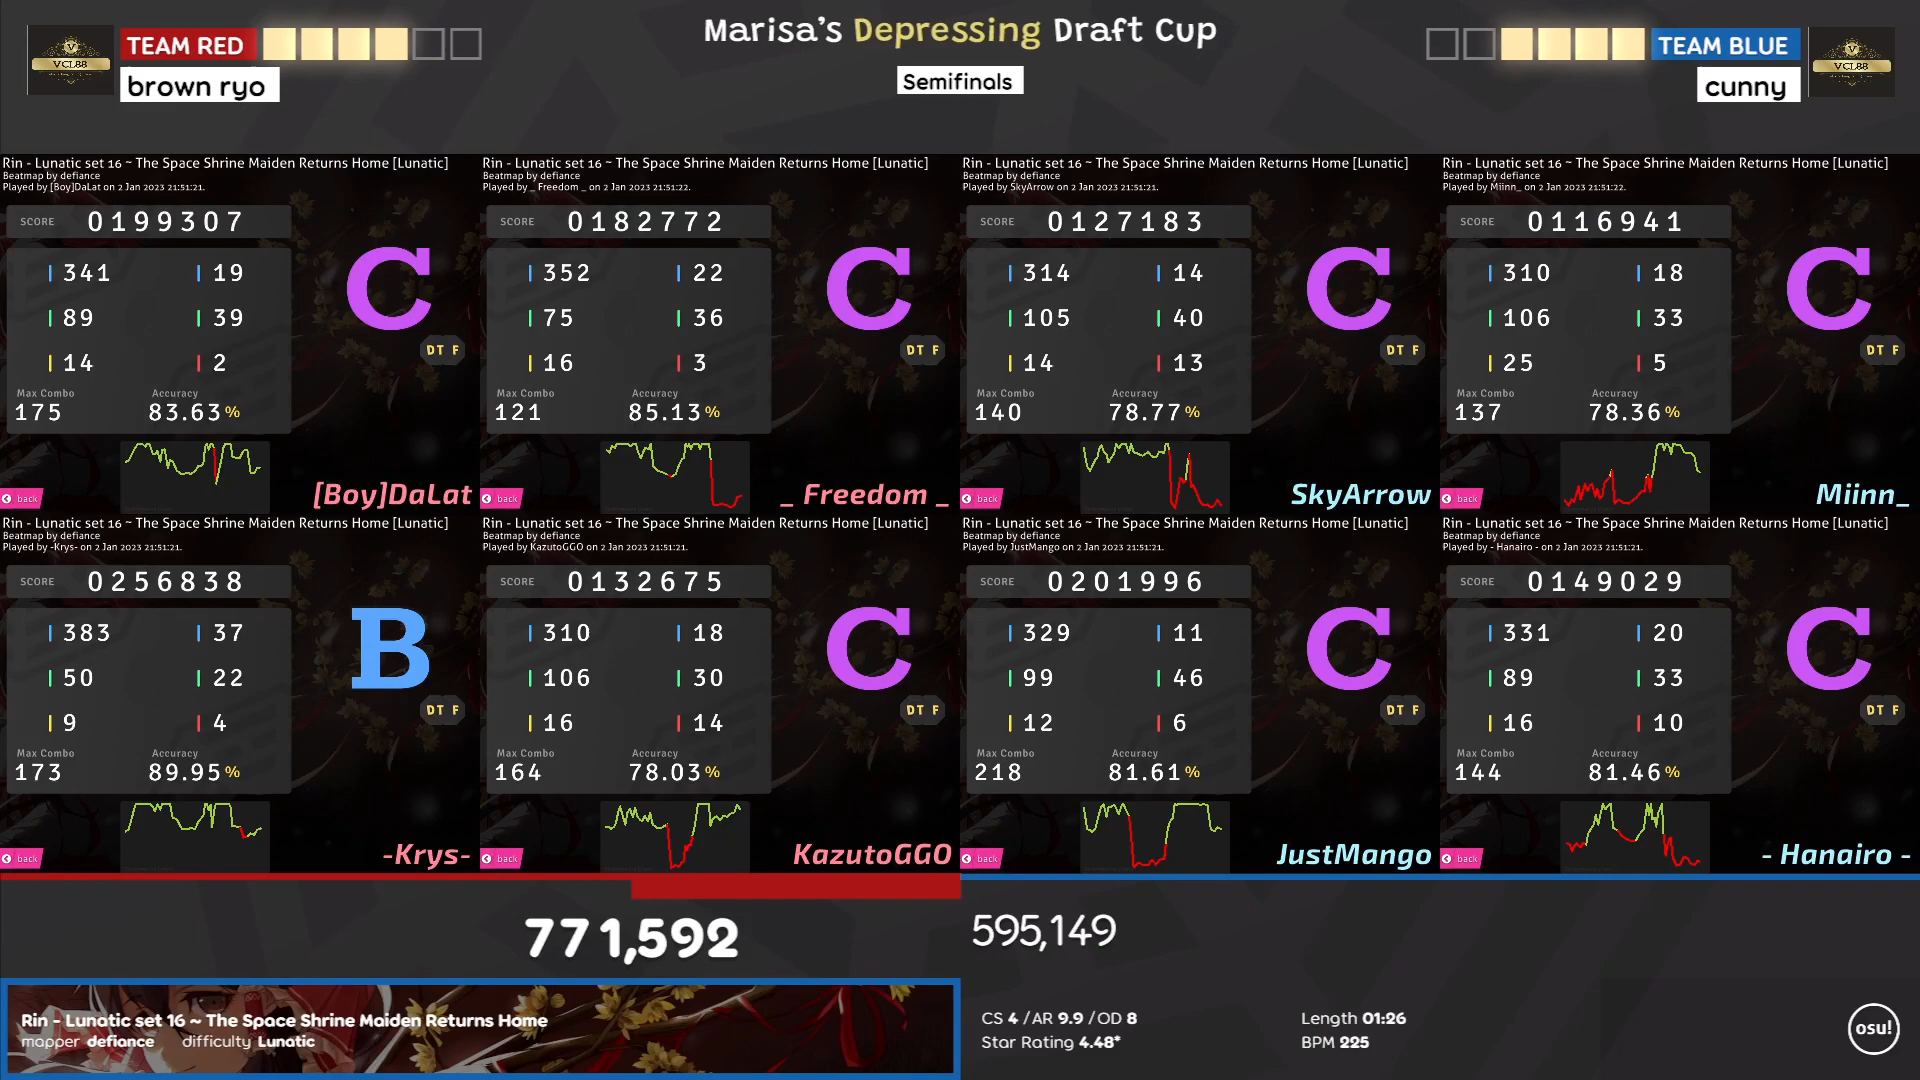 VCL88
TEAM RED
brown ryo
Marisa's Depressing Draft Cup
Semifinals
TEAM BLUE
cunny
VCL88
Rin - Lunatic set 16 ~ The Space Shrine Maiden Returns Home [Lunatic]
Beatmap by defiance
Played by [Boy]DaLat on 2 Jan 2023 21:51:21.
SCORE 0199307
341 19
89 39
14 2
Max Combo Accuracy
175 83.63%
C
DT F
back
[Boy]DaLat
Rin - Lunatic set 16 ~ The Space Shrine Maiden Returns Home [Lunatic]
Beatmap by defiance
Played by _ Freedom _ on 2 Jan 2023 21:51:22.
SCORE 0182772
352 22
75 36
16 3
Max Combo Accuracy
121 85.13%
C
DT F
back
_ Freedom _
Rin - Lunatic set 16 ~ The Space Shrine Maiden Returns Home [Lunatic]
Beatmap by defiance
Played by SkyArrow on 2 Jan 2023 21:51:21.
SCORE 0127183
314 14
105 40
14 13
Max Combo Accuracy
140 78.77%
C
DT F
back
SkyArrow
Rin - Lunatic set 16 ~ The Space Shrine Maiden Returns Home [Lunatic]
Beatmap by defiance
Played by Miinn_ on 2 Jan 2023 21:51:22.
SCORE 0116941
310 18
106 33
25 5
Max Combo Accuracy
137 78.36%
C
DT F
back
Miinn_
Rin - Lunatic set 16 ~ The Space Shrine Maiden Returns Home [Lunatic]
Beatmap by defiance
Played by -Krys- on 2 Jan 2023 21:51:21.
SCORE 0256838
383 37
50 22
9 4
Max Combo Accuracy
173 89.95%
B
DT F
back
-Krys-
Rin - Lunatic set 16 ~ The Space Shrine Maiden Returns Home [Lunatic]
Beatmap by defiance
Played by KazutoGGO on 2 Jan 2023 21:51:21.
SCORE 0132675
310 18
106 30
16 14
Max Combo Accuracy
164 78.03%
C
DT F
back
KazutoGGO
Rin - Lunatic set 16 ~ The Space Shrine Maiden Returns Home [Lunatic]
Beatmap by defiance
Played by JustMango on 2 Jan 2023 21:51:21.
SCORE 0201996
329 11
99 46
12 6
Max Combo Accuracy
218 81.61%
C
DT F
back
JustMango
Rin - Lunatic set 16 ~ The Space Shrine Maiden Returns Home [Lunatic]
Beatmap by defiance
Played by - Hanairo - on 2 Jan 2023 21:51:21.
SCORE 0149029
331 20
89 33
16 10
Max Combo Accuracy
144 81.46%
C
DT F
back
- Hanairo -
771,592
595,149
Rin - Lunatic set 16 ~ The Space Shrine Maiden Returns Home
mapper defiance difficulty Lunatic
CS 4 / AR 9.9 / OD 8
Star Rating 4.48*
Length 01:26
BPM 225
osu!